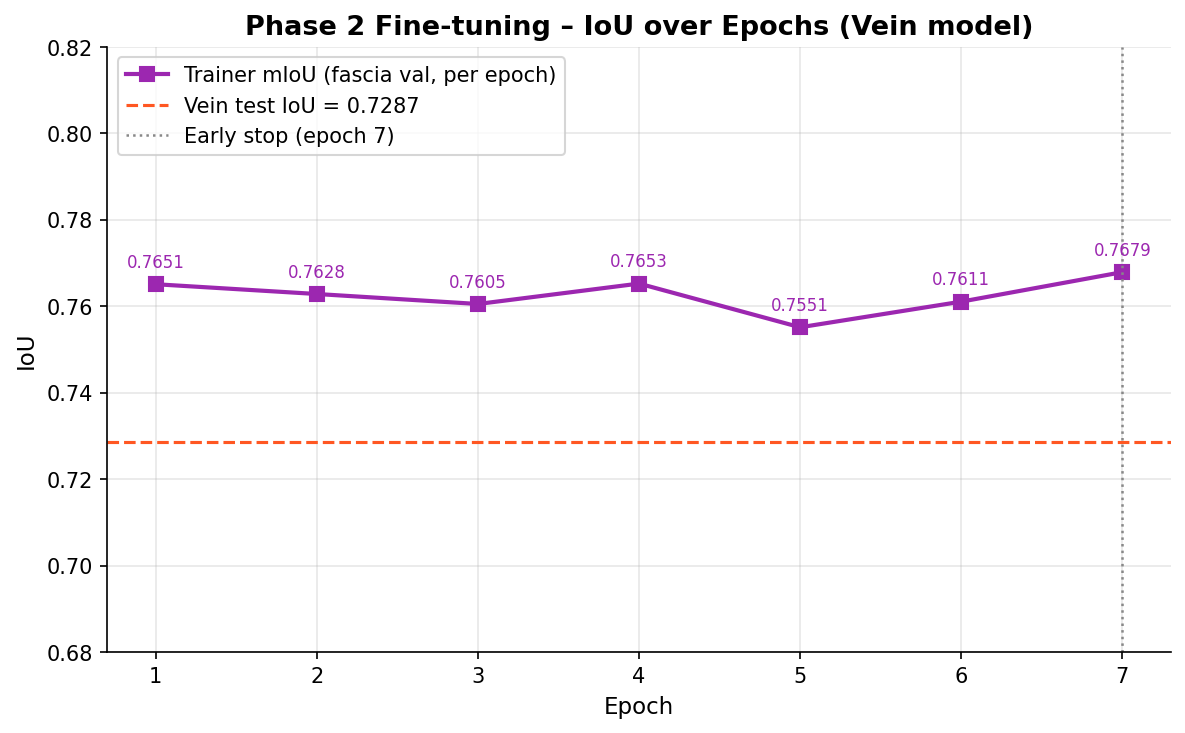 Phase 2 Fine-tuning – IoU over Epochs (Vein model)
Trainer mIoU (fascia val, per epoch)
Vein test IoU = 0.7287
Early stop (epoch 7)
0.82
0.80
0.78
0.76
0.74
0.72
0.70
0.68
IoU
0.7651
0.7628
0.7605
0.7653
0.7551
0.7611
0.7679
1 2 3 4 5 6 7
Epoch